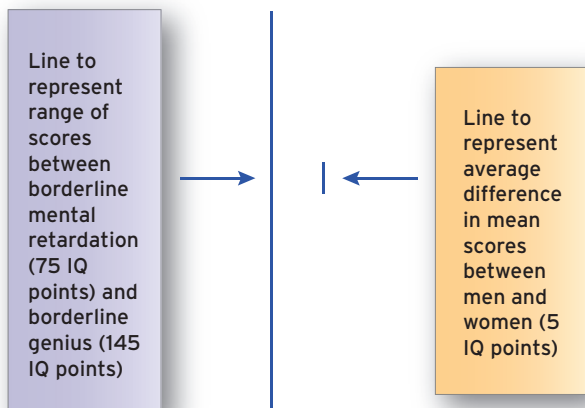 Line to
represent
range of
scores
between
borderline
mental
retardation
(75 IQ
points) and
borderline
genius (145
IQ points)
Line to
represent
average
difference
in mean
scores
between
men and
women (5
IQ points)